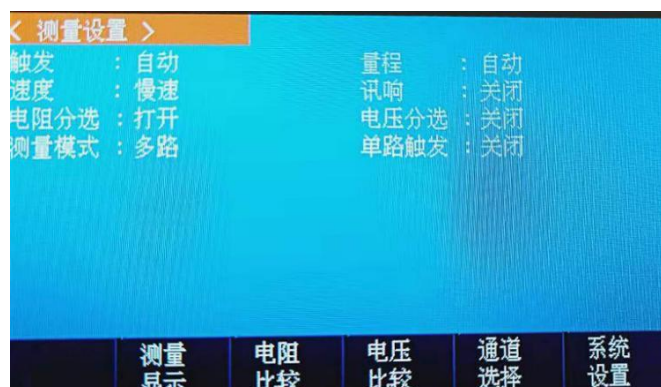 < 测量设置 >
触发 : 自动 量程 : 自动
速度 : 慢速 讯响 : 关闭
电阻分选 : 打开 电压分选 : 关闭
测量模式 : 多路 单路触发 : 关闭
测量 电阻 电压 通道 系统
显示 比较 比较 选择 设置